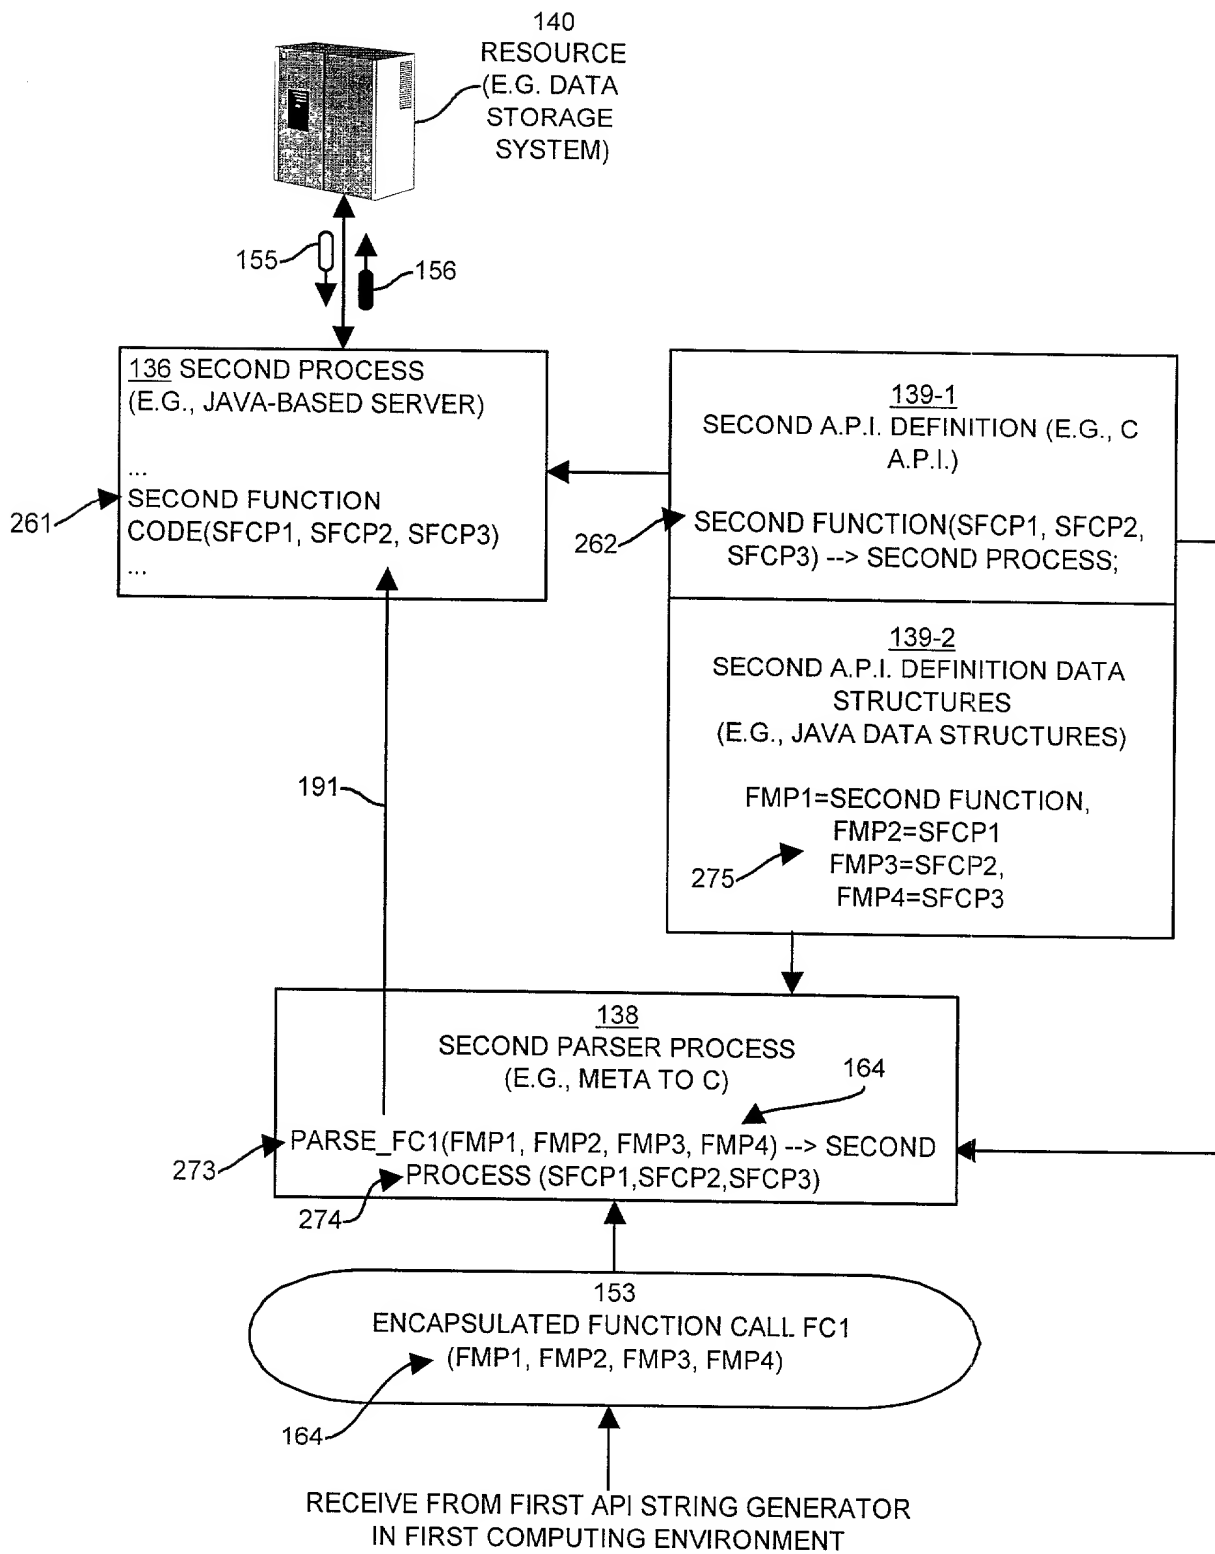 140
RESOURCE
(E.G. DATA
STORAGE
SYSTEM)
155
156
136 SECOND PROCESS
(E.G., JAVA-BASED SERVER)
...
SECOND FUNCTION
CODE(SFCP1, SFCP2, SFCP3)
...
261
139-1
SECOND A.P.I. DEFINITION (E.G., C
A.P.I.)
SECOND FUNCTION(SFCP1, SFCP2,
SFCP3) --> SECOND PROCESS;
262
139-2
SECOND A.P.I. DEFINITION DATA
STRUCTURES
(E.G., JAVA DATA STRUCTURES)
FMP1=SECOND FUNCTION,
FMP2=SFCP1
FMP3=SFCP2,
FMP4=SFCP3
275
191
138
SECOND PARSER PROCESS
(E.G., META TO C)
164
PARSE_FC1(FMP1, FMP2, FMP3, FMP4) --> SECOND
PROCESS (SFCP1,SFCP2,SFCP3)
273
274
153
ENCAPSULATED FUNCTION CALL FC1
(FMP1, FMP2, FMP3, FMP4)
164
RECEIVE FROM FIRST API STRING GENERATOR
IN FIRST COMPUTING ENVIRONMENT